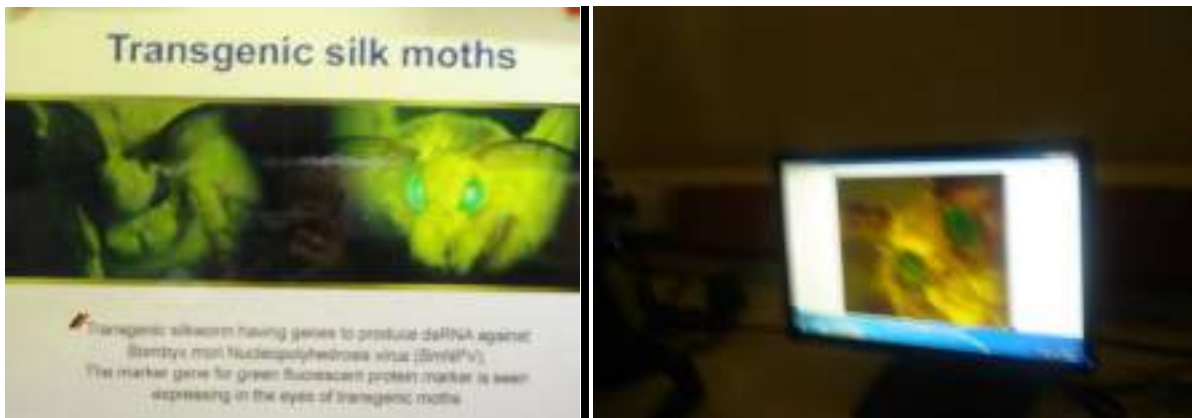 Transgenic silk moths
Transgenic silkworm having genes to produce dsRNA against
Bombyx mori Nucleopolyhedrosis virus (BmNPV).
The marker gene for green fluorescent protein marker is seen
expressing in the eyes of transgenic moths